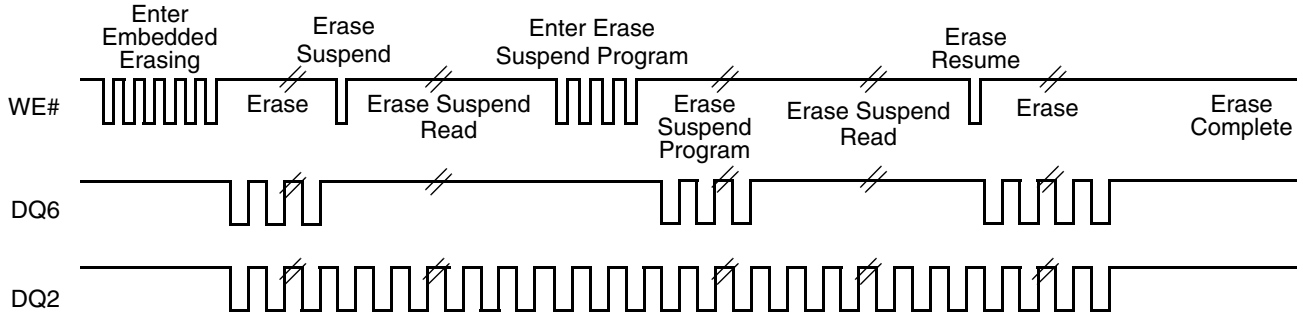 Enter
Embedded
Erasing
Erase
Suspend
Enter Erase
Suspend Program
Erase
Resume
WE#
Erase
Erase Suspend
Read
Erase
Suspend
Program
Erase Suspend
Read
Erase
Erase
Complete
DQ6
DQ2